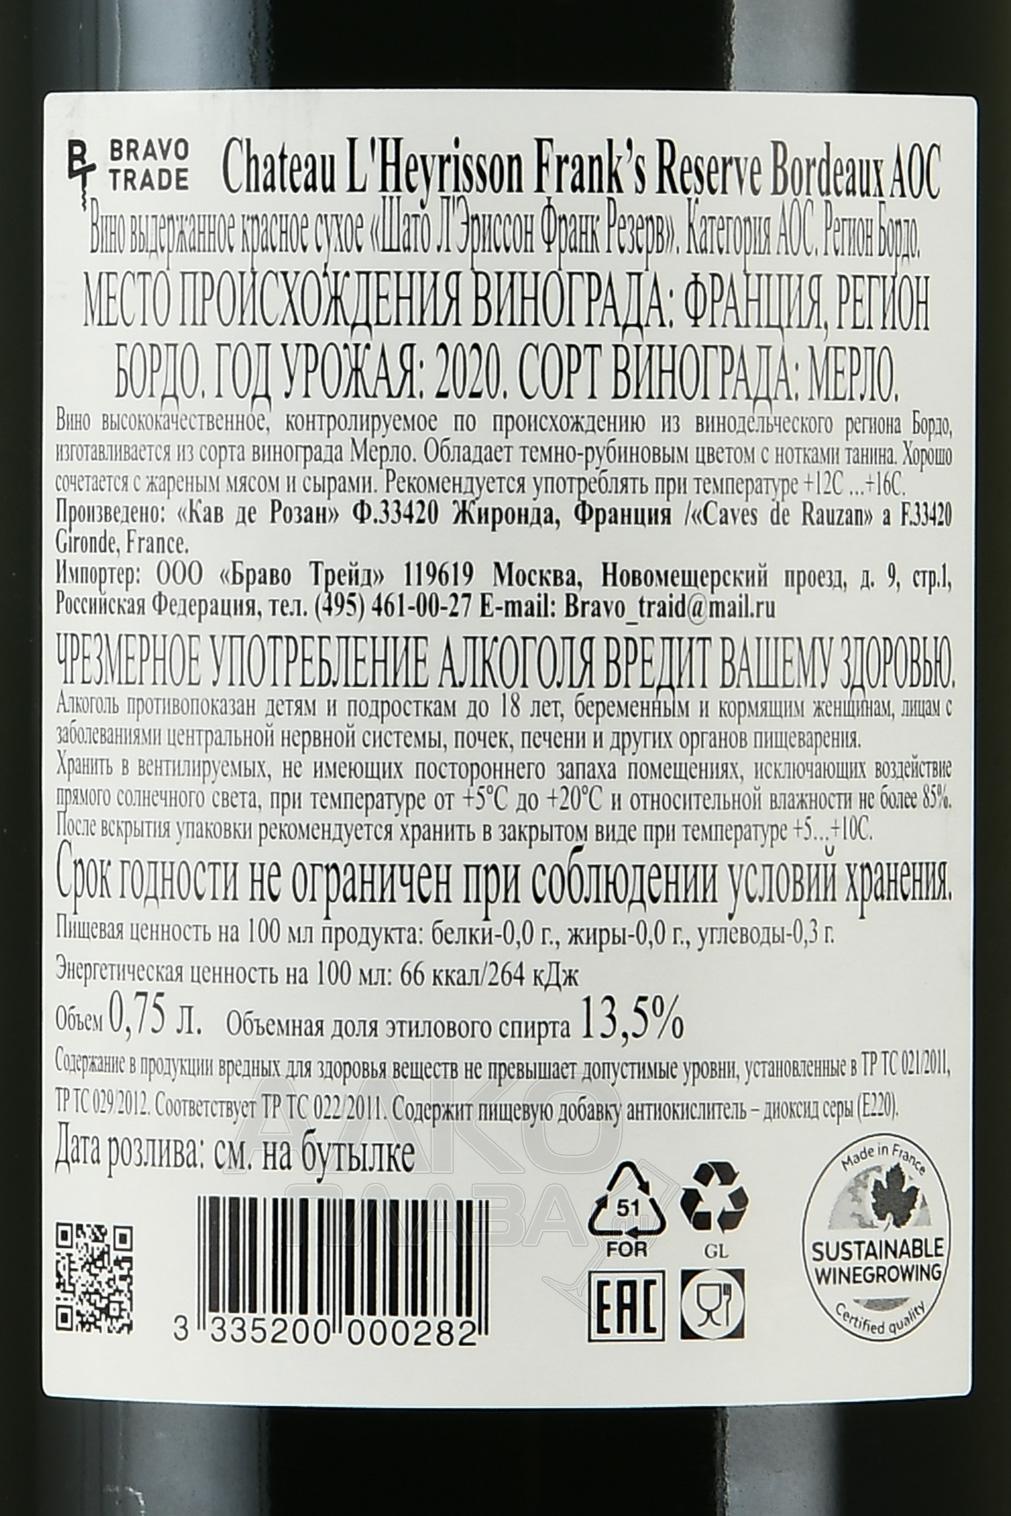 BRAVO TRADE
Chateau L'Heyrisson Frank's Reserve Bordeaux AOC
Вино выдержанное красное сухое «Шато Л'Эриссон Франк Резерв». Категория АОС. Регион Бордо.
МЕСТО ПРОИСХОЖДЕНИЯ ВИНОГРАДА: ФРАНЦИЯ, РЕГИОН
БОРДО. ГОД УРОЖАЯ: 2020. СОРТ ВИНОГРАДА: МЕРЛО.
Вино высококачественное, контролируемое по происхождению из винодельческого региона Бордо,
изготавливается из сорта винограда Мерло. Обладает темно-рубиновым цветом с нотками танина. Хорошо
сочетается с жареным мясом и сырами. Рекомендуется употреблять при температуре +12С ...+16С.
Произведено: «Кав де Розан» Ф.33420 Жиронда, Франция /«Caves de Rauzan» a F.33420
Gironde, France.
Импортер: ООО «Браво Трейд» 119619 Москва, Новомещерский проезд, д. 9, стр.1,
Российская Федерация, тел. (495) 461-00-27 E-mail: Bravo_traid@mail.ru
ЧРЕЗМЕРНОЕ УПОТРЕБЛЕНИЕ АЛКОГОЛЯ ВРЕДИТ ВАШЕМУ ЗДОРОВЬЮ.
Алкоголь противопоказан детям и подросткам до 18 лет, беременным и кормящим женщинам, лицам с
заболеваниями центральной нервной системы, почек, печени и других органов пищеварения.
Хранить в вентилируемых, не имеющих постороннего запаха помещениях, исключающих воздействие
прямого солнечного света, при температуре от +5°С до +20°С и относительной влажности не более 85%.
После вскрытия упаковки рекомендуется хранить в закрытом виде при температуре +5...+10С.
Срок годности не ограничен при соблюдении условий хранения.
Пищевая ценность на 100 мл продукта: белки-0,0 г., жиры-0,0 г., углеводы-0,3 г.
Энергетическая ценность на 100 мл: 66 ккал/264 кДж
Объем 0,75 л. Объемная доля этилового спирта 13,5%
Содержание в продукции вредных для здоровья веществ не превышает допустимые уровни, установленные в ТР ТС 021/2011,
ТР ТС 029/2012. Соответствует ТР ТС 022/2011. Содержит пищевую добавку антиокислитель – диоксид серы (Е220).
Дата розлива: см. на бутылке
АЛКО
ПЛАВА
3 335200 000282
51
FOR
GL
EAC
Made in France
SUSTAINABLE
WINEGROWING
Certified quality